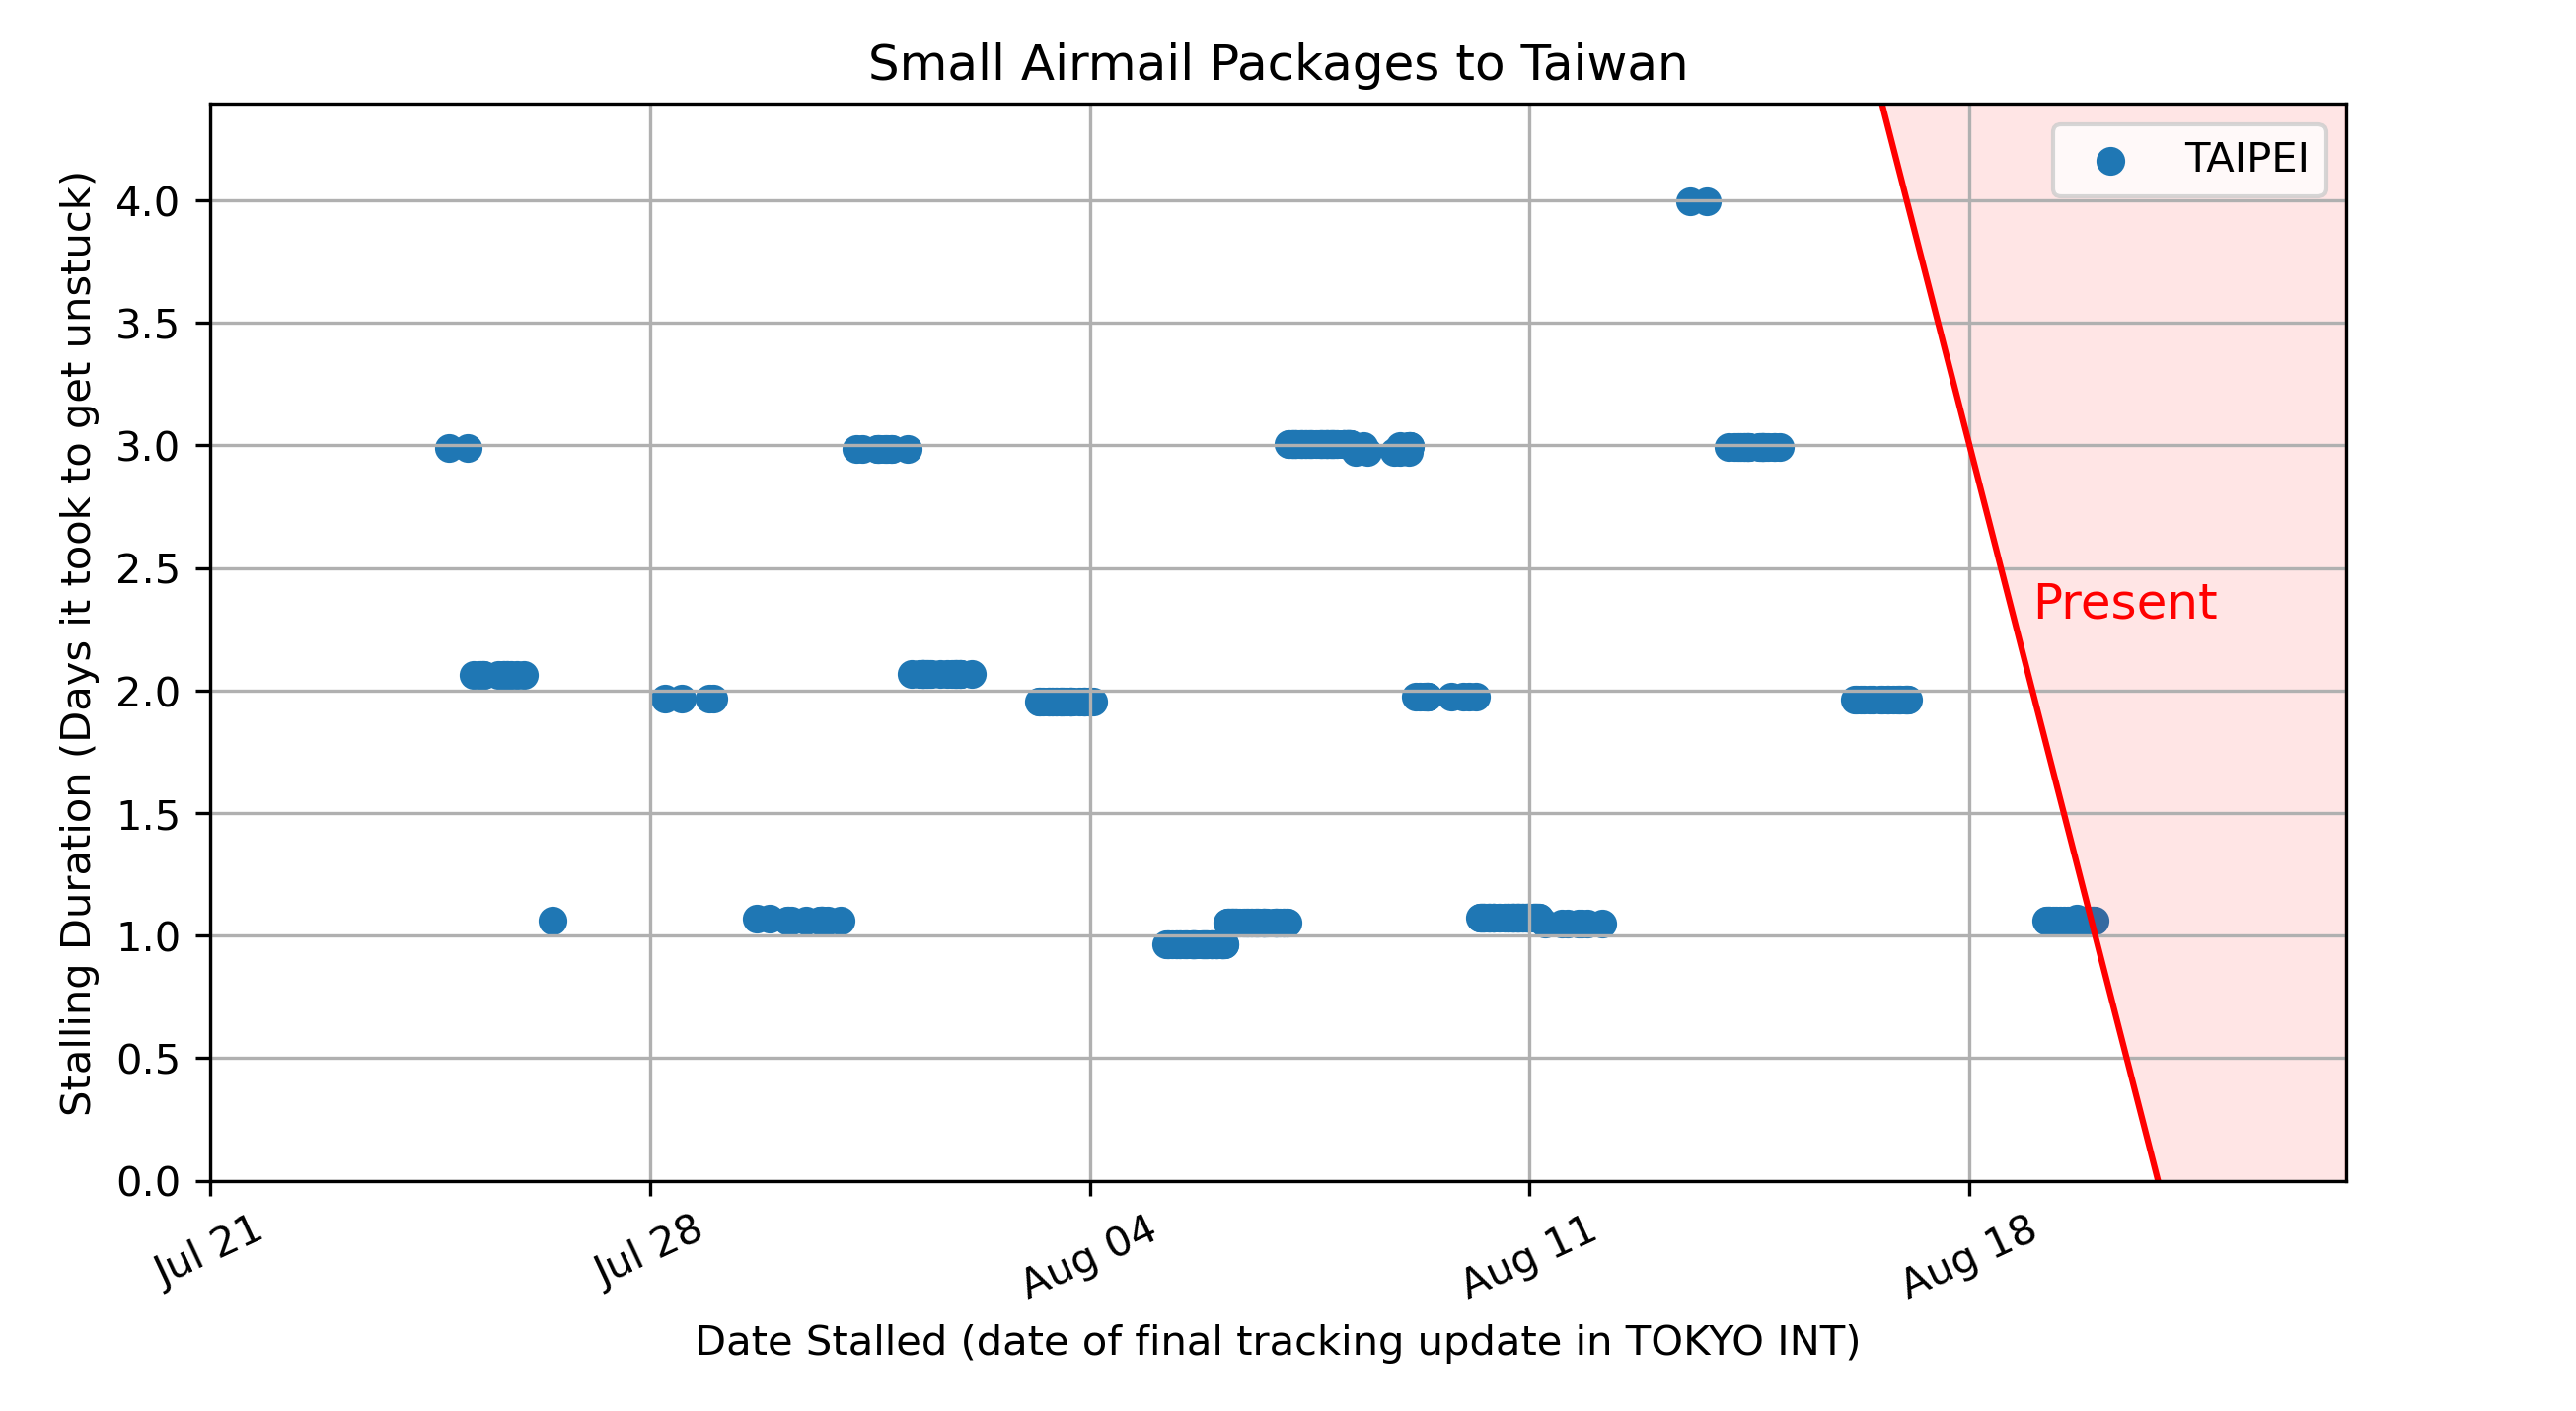 Small Airmail Packages to Taiwan
TAIPEI
Present
Stalling Duration (Days it took to get unstuck)
4.0
3.5
3.0
2.5
2.0
1.5
1.0
0.5
0.0
Jul 21
Jul 28
Aug 04
Aug 11
Aug 18
Date Stalled (date of final tracking update in TOKYO INT)